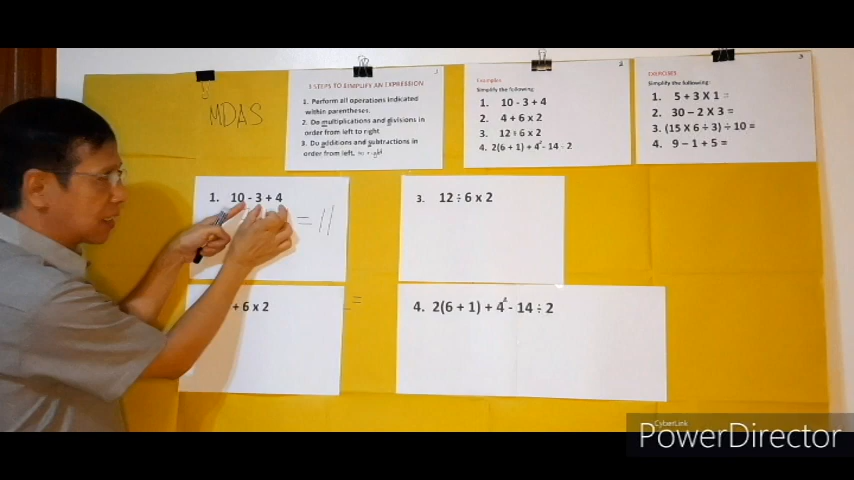 MDAS
3
3 STEPS TO SIMPLIFY AN EXPRESSION
1. Perform all operations indicated
within parentheses.
2. Do multiplications and divisions in
order from left to right
3. Do additions and subtractions in
order from left to right
2
Examples
Simplify the following
1. 10 - 3 + 4
2. 4 + 6 x 2
3. 12 ÷ 6 x 2
4. 2(6 + 1) + 4² - 14 ÷ 2
3
EXERCISES
Simplify the following:
1. 5 + 3 X 1 =
2. 30 – 2 X 3 =
3. (15 X 6 ÷ 3) ÷ 10 =
4. 9 – 1 + 5 =
1. 10 - 3 + 4
= 11
3. 12 ÷ 6 x 2
+ 6 x 2
=
4. 2(6 + 1) + 4² - 14 ÷ 2
CyberLink
PowerDirector